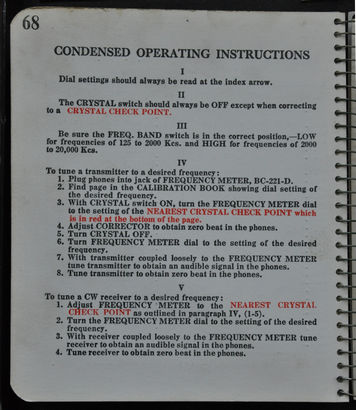 68
CONDENSED OPERATING INSTRUCTIONS
I
Dial settings should always be read at the index arrow.
II
The CRYSTAL switch should always be OFF except when correcting
to a CRYSTAL CHECK POINT.
III
Be sure the FREQ. BAND switch is in the correct position,—LOW
for frequencies of 125 to 2000 Kcs. and HIGH for frequencies of 2000
to 20,000 Kcs.
IV
To tune a transmitter to a desired frequency:
1. Plug phones into jack of FREQUENCY METER, BC-221-D.
2. Find page in the CALIBRATION BOOK showing dial setting of
the desired frequency.
3. With CRYSTAL switch ON, turn the FREQUENCY METER dial
to the setting of the NEAREST CRYSTAL CHECK POINT which
is in red at the bottom of the page.
4. Adjust CORRECTOR to obtain zero beat in the phones.
5. Turn CRYSTAL OFF.
6. Turn FREQUENCY METER dial to the setting of the desired
frequency.
7. With transmitter coupled loosely to the FREQUENCY METER
tune transmitter to obtain an audible signal in the phones.
8. Tune transmitter to obtain zero beat in the phones.
V
To tune a CW receiver to a desired frequency:
1. Adjust FREQUENCY METER to the NEAREST CRYSTAL
CHECK POINT as outlined in paragraph IV, (1-5).
2. Turn the FREQUENCY METER dial to the setting of the desired
frequency.
3. With receiver coupled loosely to the FREQUENCY METER tune
receiver to obtain an audible signal in the phones.
4. Tune receiver to obtain zero beat in the phones.